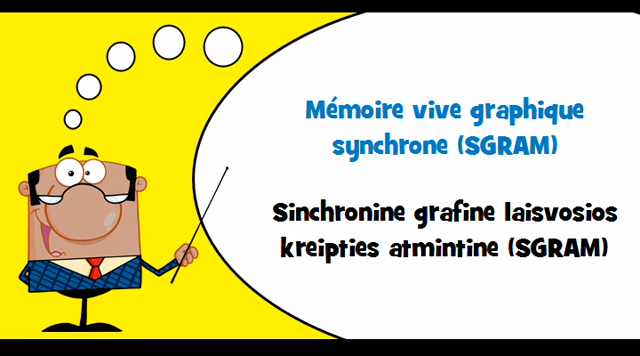 Mémoire vive graphique
synchrone (SGRAM)
Sinchronine grafine laisvosios
kreipties atmintine (SGRAM)